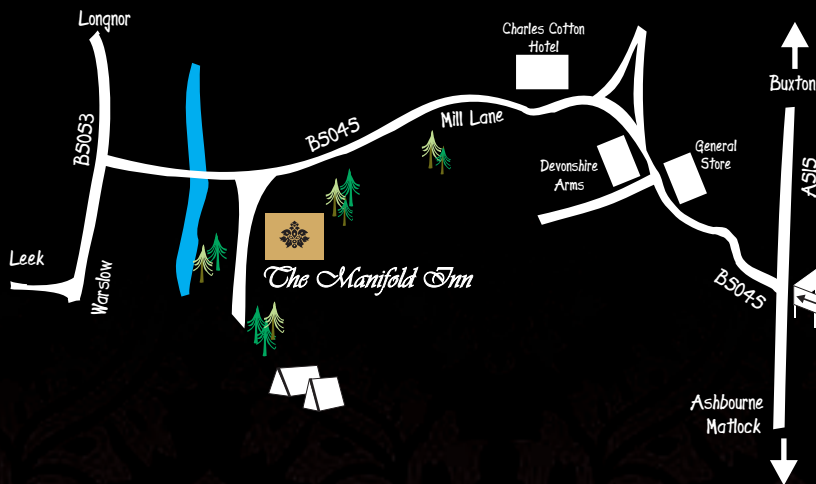 Longnor
Charles Cotton
Hotel
Buxton
B5053
B5045
Mill Lane
General
Store
Devonshire
Arms
A515
Leek
Warslow
The Manifold Inn
B5045
Ashbourne
Matlock